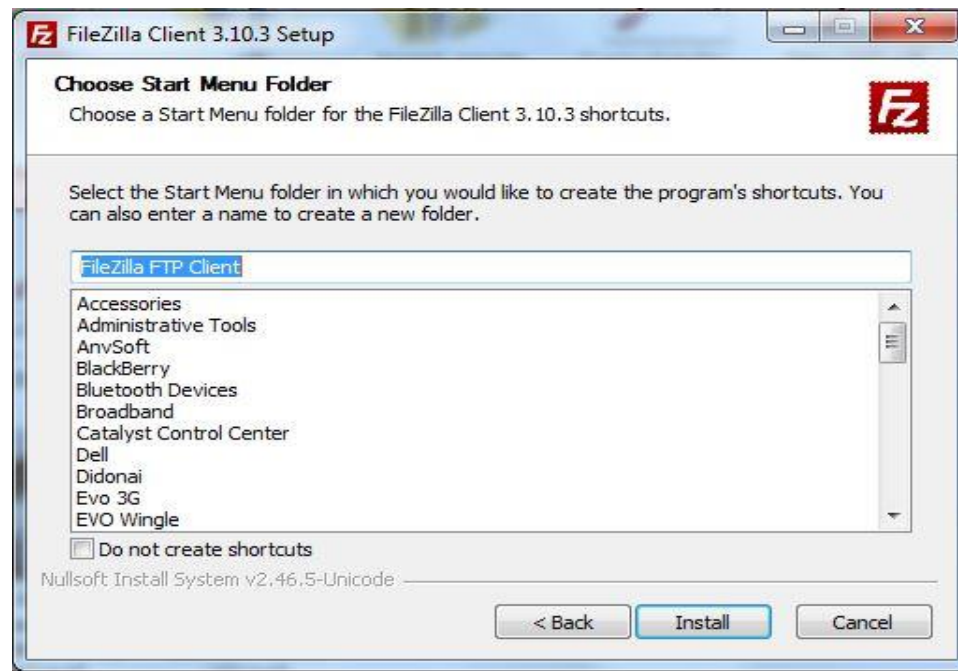 FileZilla Client 3.10.3 Setup
Choose Start Menu Folder
Choose a Start Menu folder for the FileZilla Client 3.10.3 shortcuts.
Fz
Select the Start Menu folder in which you would like to create the program's shortcuts. You
can also enter a name to create a new folder.
FileZilla FTP Client
Accessories
Administrative Tools
AnvSoft
BlackBerry
Bluetooth Devices
Broadband
Catalyst Control Center
Dell
Didonai
Evo 3G
EVO Wingle
Do not create shortcuts
Nullsoft Install System v2.46.5-Unicode
< Back Install Cancel